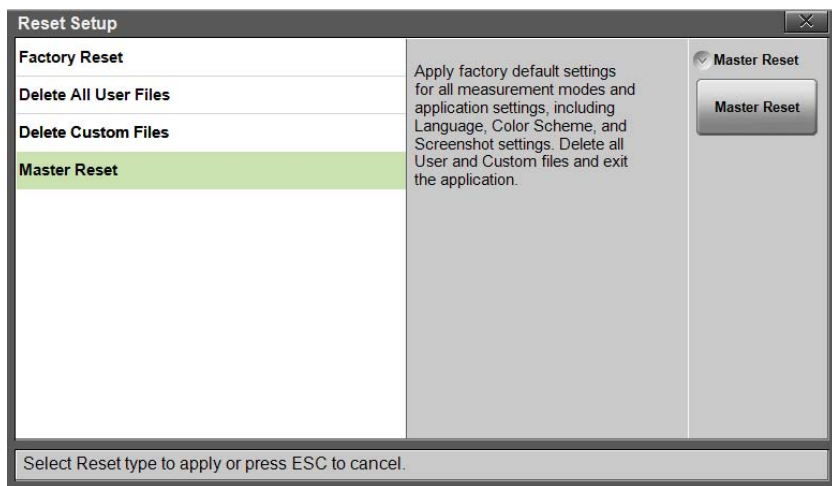 Reset Setup
Factory Reset
Delete All User Files
Delete Custom Files
Master Reset
Apply factory default settings
for all measurement modes and
application settings, including
Language, Color Scheme, and
Screenshot settings. Delete all
User and Custom files and exit
the application.
Master Reset
Master Reset
Select Reset type to apply or press ESC to cancel.